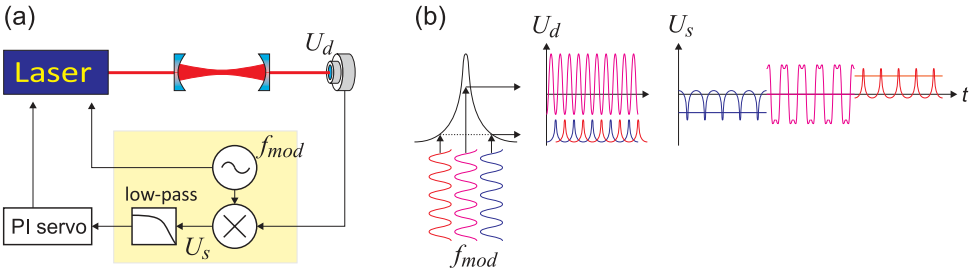 (a)
Laser
U_d
f_mod
low-pass
PI servo
U_s
(b)
U_d
U_s
t
f_mod